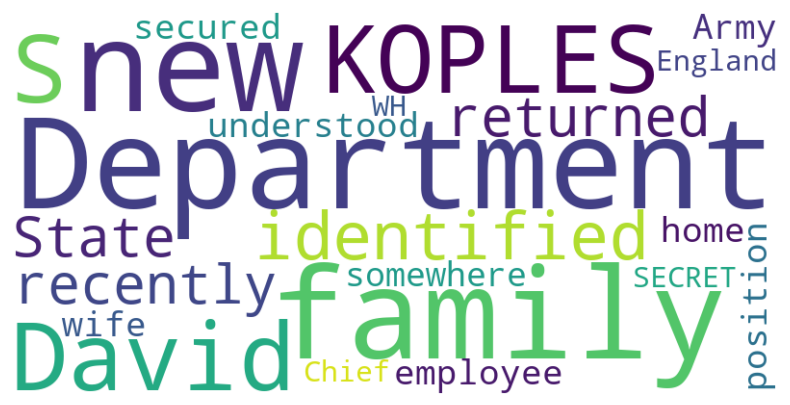 secured
Army
S new KOPLES
England
WH
understood returned
Department
State identified home
recently somewhere SECRET
position
wife
David family
Chief employee